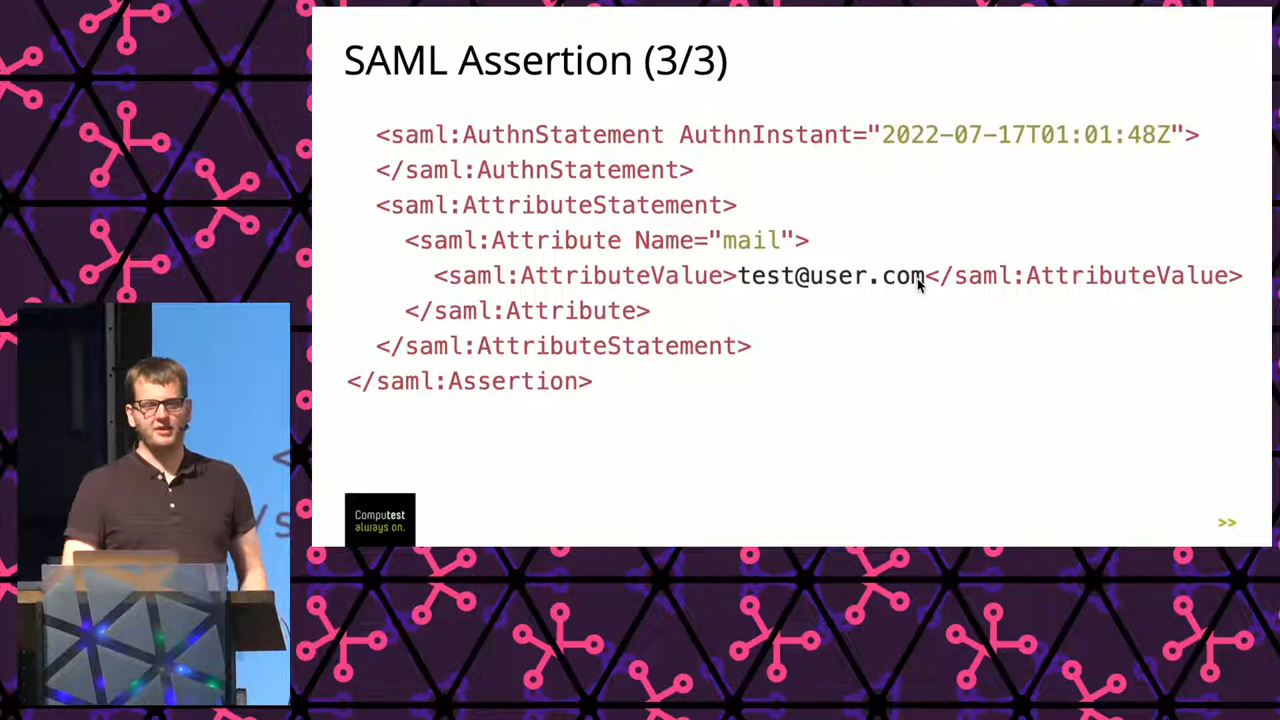 SAML Assertion (3/3)
<saml:AuthnStatement AuthnInstant="2022-07-17T01:01:48Z">
</saml:AuthnStatement>
<saml:AttributeStatement>
<saml:Attribute Name="mail">
<saml:AttributeValue>test@user.com</saml:AttributeValue>
</saml:Attribute>
</saml:AttributeStatement>
</saml:Assertion>
Computest
always on.
>>